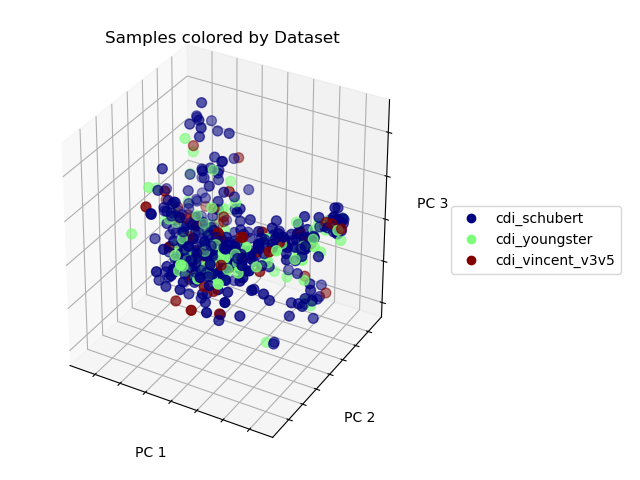 Samples colored by Dataset
PC 3
cdi_schubert
cdi_youngster
cdi_vincent_v3v5
PC 2
PC 1